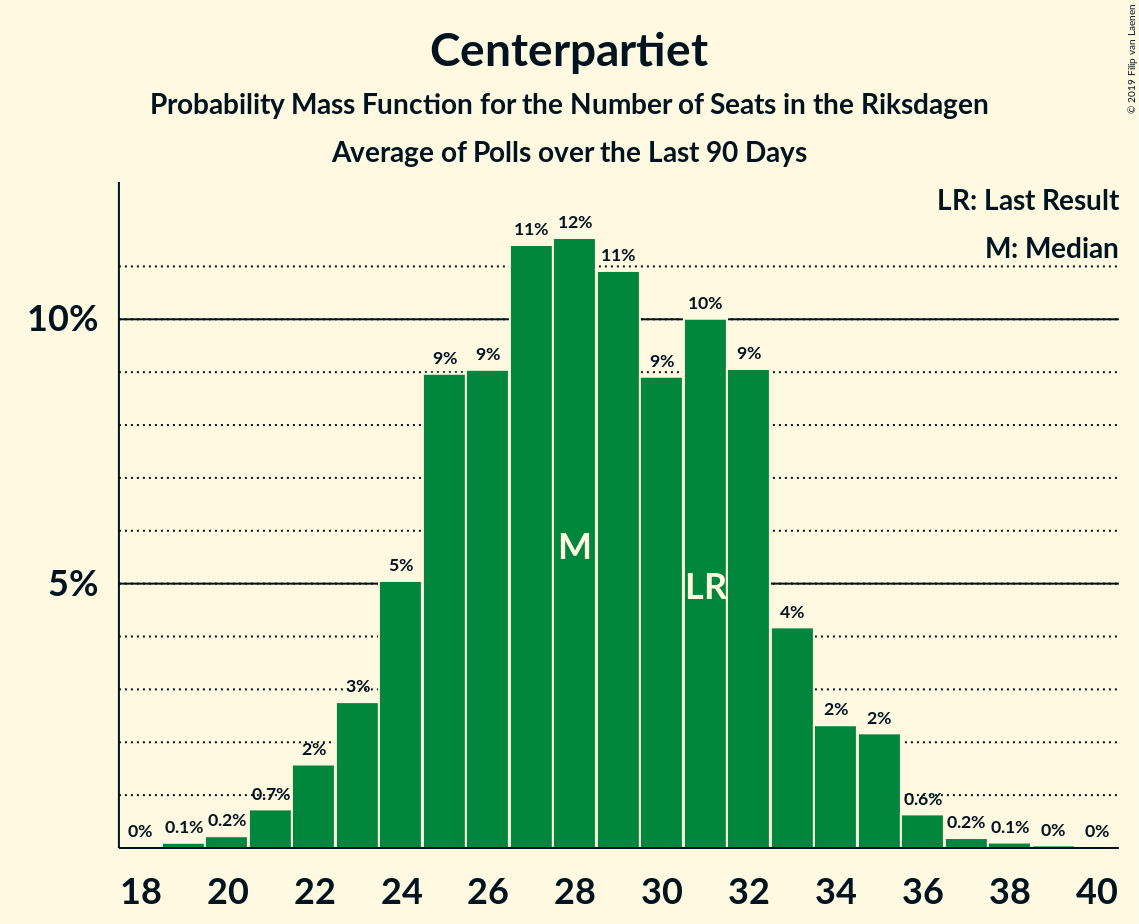 Centerpartiet
Probability Mass Function for the Number of Seats in the Riksdagen
Average of Polls over the Last 90 Days
© 2019 Filip van Laenen
LR: Last Result
M: Median
10%
5%
0%
0.1%
0.2%
0.7%
2%
3%
5%
9%
9%
11%
12%
11%
9%
10%
9%
4%
2%
2%
0.6%
0.2%
0.1%
0%
0%
M
LR
18 20 22 24 26 28 30 32 34 36 38 40